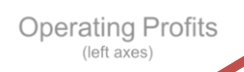 Operating Profits
(left axes)